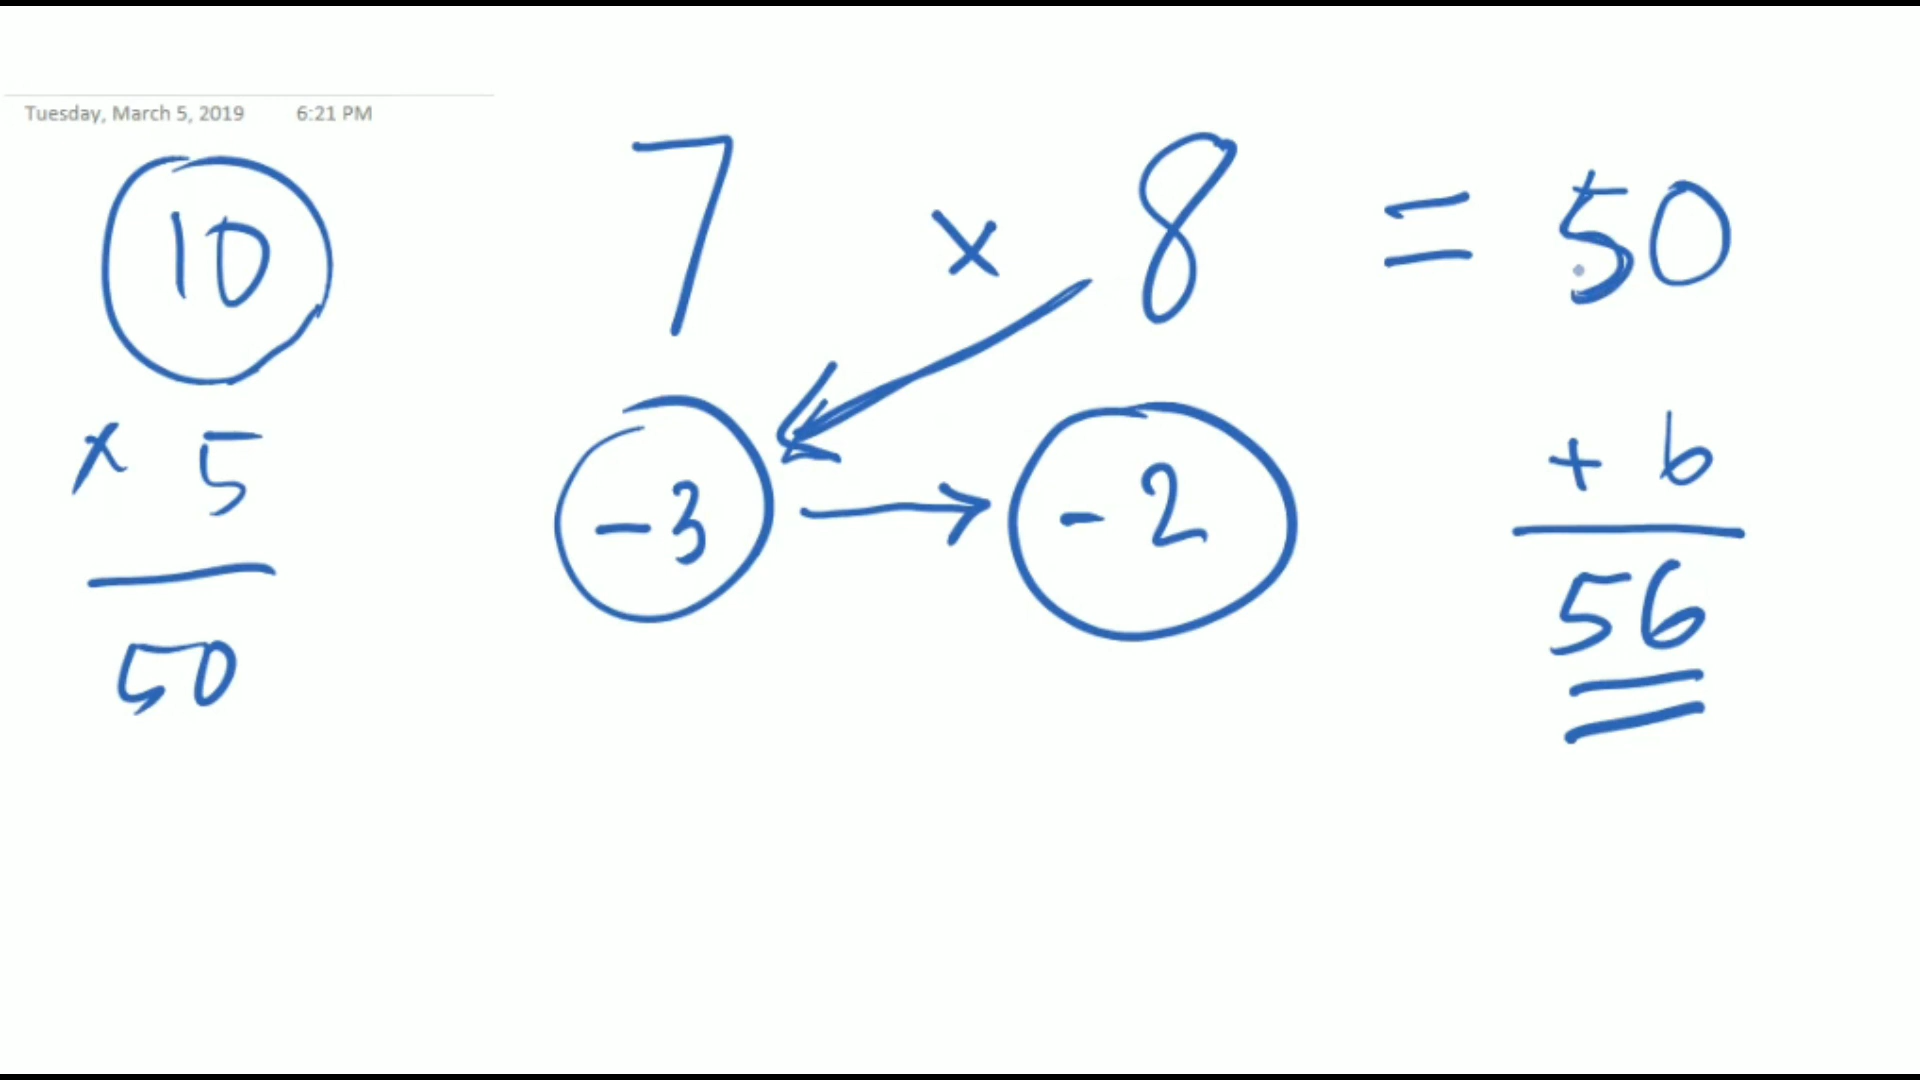 Tuesday, March 5, 2019 6:21 PM
10 7 x 8 = 50
x 5 + 6
-3 -2
50 56